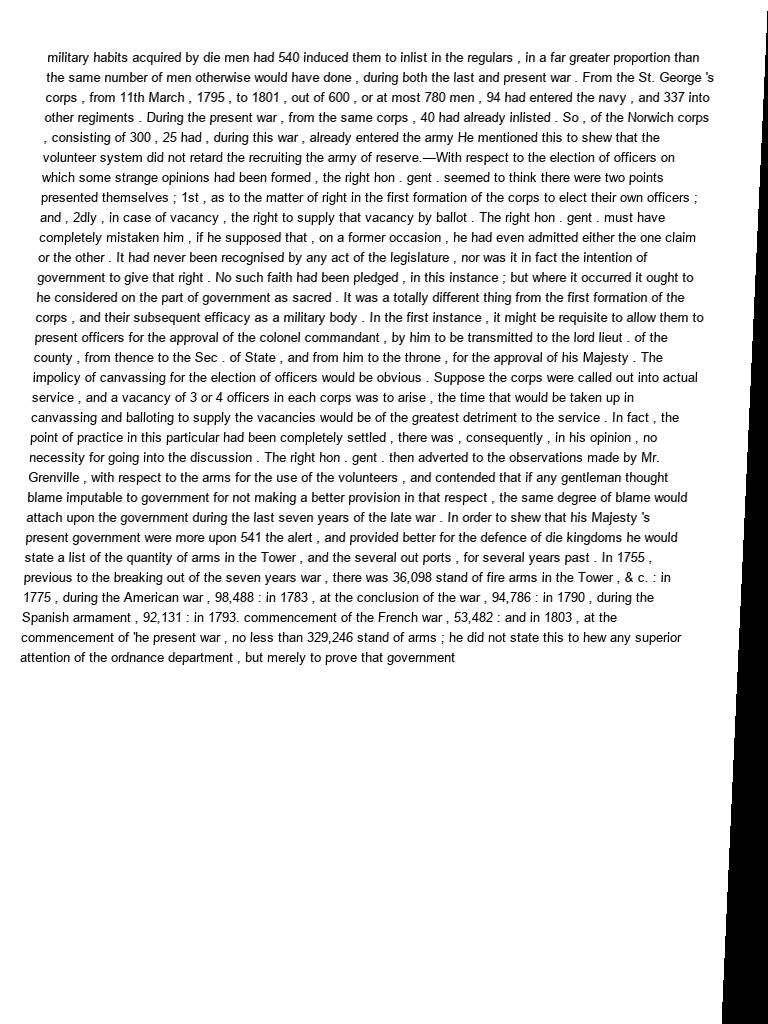 military habits acquired by die men had 540 induced them to inlist in the regulars , in a far greater proportion than
the same number of men otherwise would have done , during both the last and present war . From the St. George 's
corps , from 11th March , 1795 , to 1801 , out of 600 , or at most 780 men , 94 had entered the navy , and 337 into
other regiments . During the present war , from the same corps , 40 had already inlisted . So , of the Norwich corps
, consisting of 300 , 25 had , during this war , already entered the army He mentioned this to shew that the
volunteer system did not retard the recruiting the army of reserve.—With respect to the election of officers on
which some strange opinions had been formed , the right hon . gent . seemed to think there were two points
presented themselves ; 1st , as to the matter of right in the first formation of the corps to elect their own officers ;
and , 2dly , in case of vacancy , the right to supply that vacancy by ballot . The right hon . gent . must have
completely mistaken him , if he supposed that , on a former occasion , he had even admitted either the one claim
or the other . It had never been recognised by any act of the legislature , nor was it in fact the intention of
government to give that right . No such faith had been pledged , in this instance ; but where it occurred it ought to
he considered on the part of government as sacred . It was a totally different thing from the first formation of the
corps , and their subsequent efficacy as a military body . In the first instance , it might be requisite to allow them to
present officers for the approval of the colonel commandant , by him to be transmitted to the lord lieut . of the
county , from thence to the Sec . of State , and from him to the throne , for the approval of his Majesty . The
impolicy of canvassing for the election of officers would be obvious . Suppose the corps were called out into actual
service , and a vacancy of 3 or 4 officers in each corps was to arise , the time that would be taken up in
canvassing and balloting to supply the vacancies would be of the greatest detriment to the service . In fact , the
point of practice in this particular had been completely settled , there was , consequently , in his opinion , no
necessity for going into the discussion . The right hon . gent . then adverted to the observations made by Mr.
Grenville , with respect to the arms for the use of the volunteers , and contended that if any gentleman thought
blame imputable to government for not making a better provision in that respect , the same degree of blame would
attach upon the government during the last seven years of the late war . In order to shew that his Majesty 's
present government were more upon 541 the alert , and provided better for the defence of die kingdoms he would
state a list of the quantity of arms in the Tower , and the several out ports , for several years past . In 1755 ,
previous to the breaking out of the seven years war , there was 36,098 stand of fire arms in the Tower , & c. : in
1775 , during the American war , 98,488 : in 1783 , at the conclusion of the war , 94,786 : in 1790 , during the
Spanish armament , 92,131 : in 1793. commencement of the French war , 53,482 : and in 1803 , at the
commencement of 'he present war , no less than 329,246 stand of arms ; he did not state this to hew any superior
attention of the ordnance department , but merely to prove that government